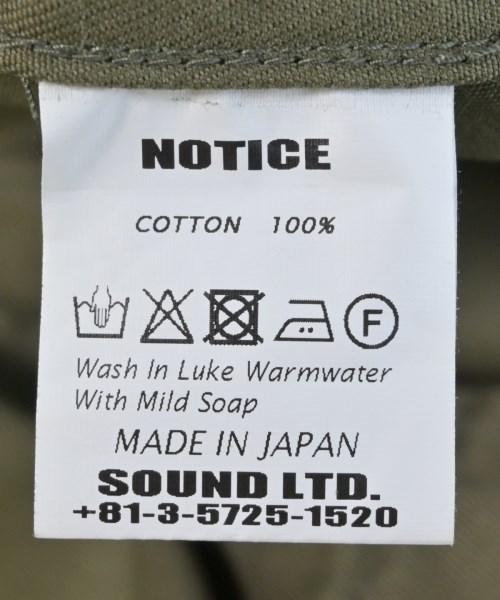 NOTICE
COTTON 100%
F
Wash In Luke Warmwater
With Mild Soap
MADE IN JAPAN
SOUND LTD.
+81-3-5725-1520